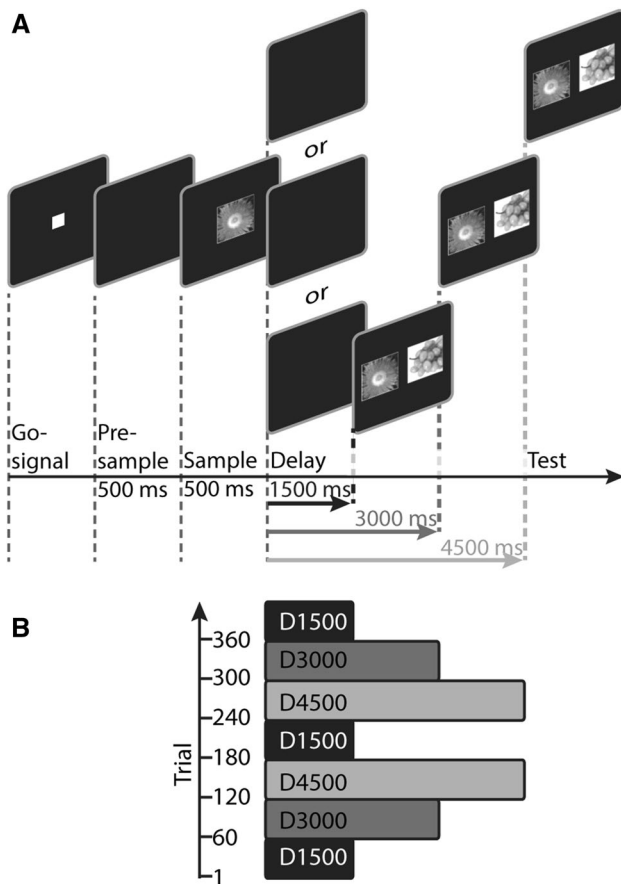 A
or
or
Go-
signal
Pre-
sample
500 ms
Sample
500 ms
Delay
1500 ms
Test
3000 ms
4500 ms
B
Trial
360
300
240
180
120
60
1
D1500
D3000
D4500
D1500
D4500
D3000
D1500